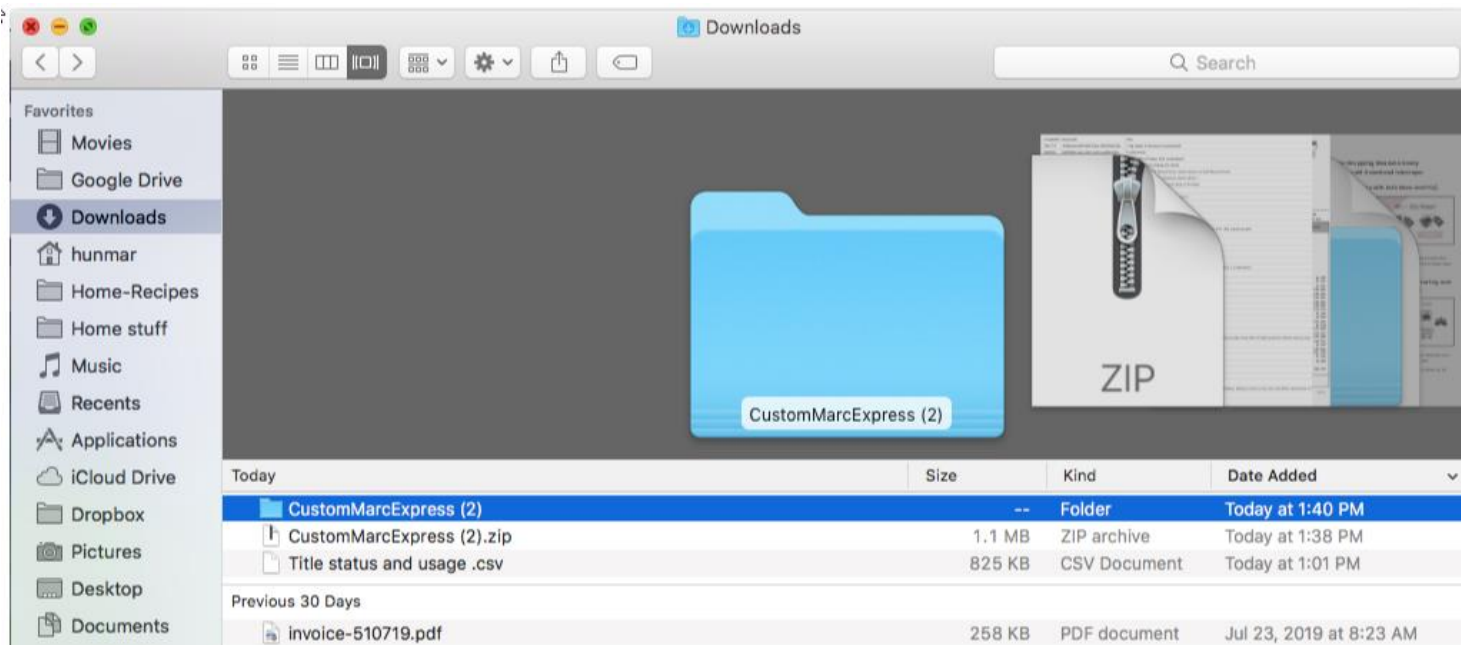 Downloads
Search
Favorites
Movies
Google Drive
Downloads
hunmar
Home-Recipes
Home stuff
Music
Recents
Applications
iCloud Drive
Dropbox
Pictures
Desktop
Documents
CustomMarcExpress (2)
ZIP
Today Size Kind Date Added
CustomMarcExpress (2) -- Folder Today at 1:40 PM
CustomMarcExpress (2).zip 1.1 MB ZIP archive Today at 1:38 PM
Title status and usage .csv 825 KB CSV Document Today at 1:01 PM
Previous 30 Days
invoice-510719.pdf 258 KB PDF document Jul 23, 2019 at 8:23 AM